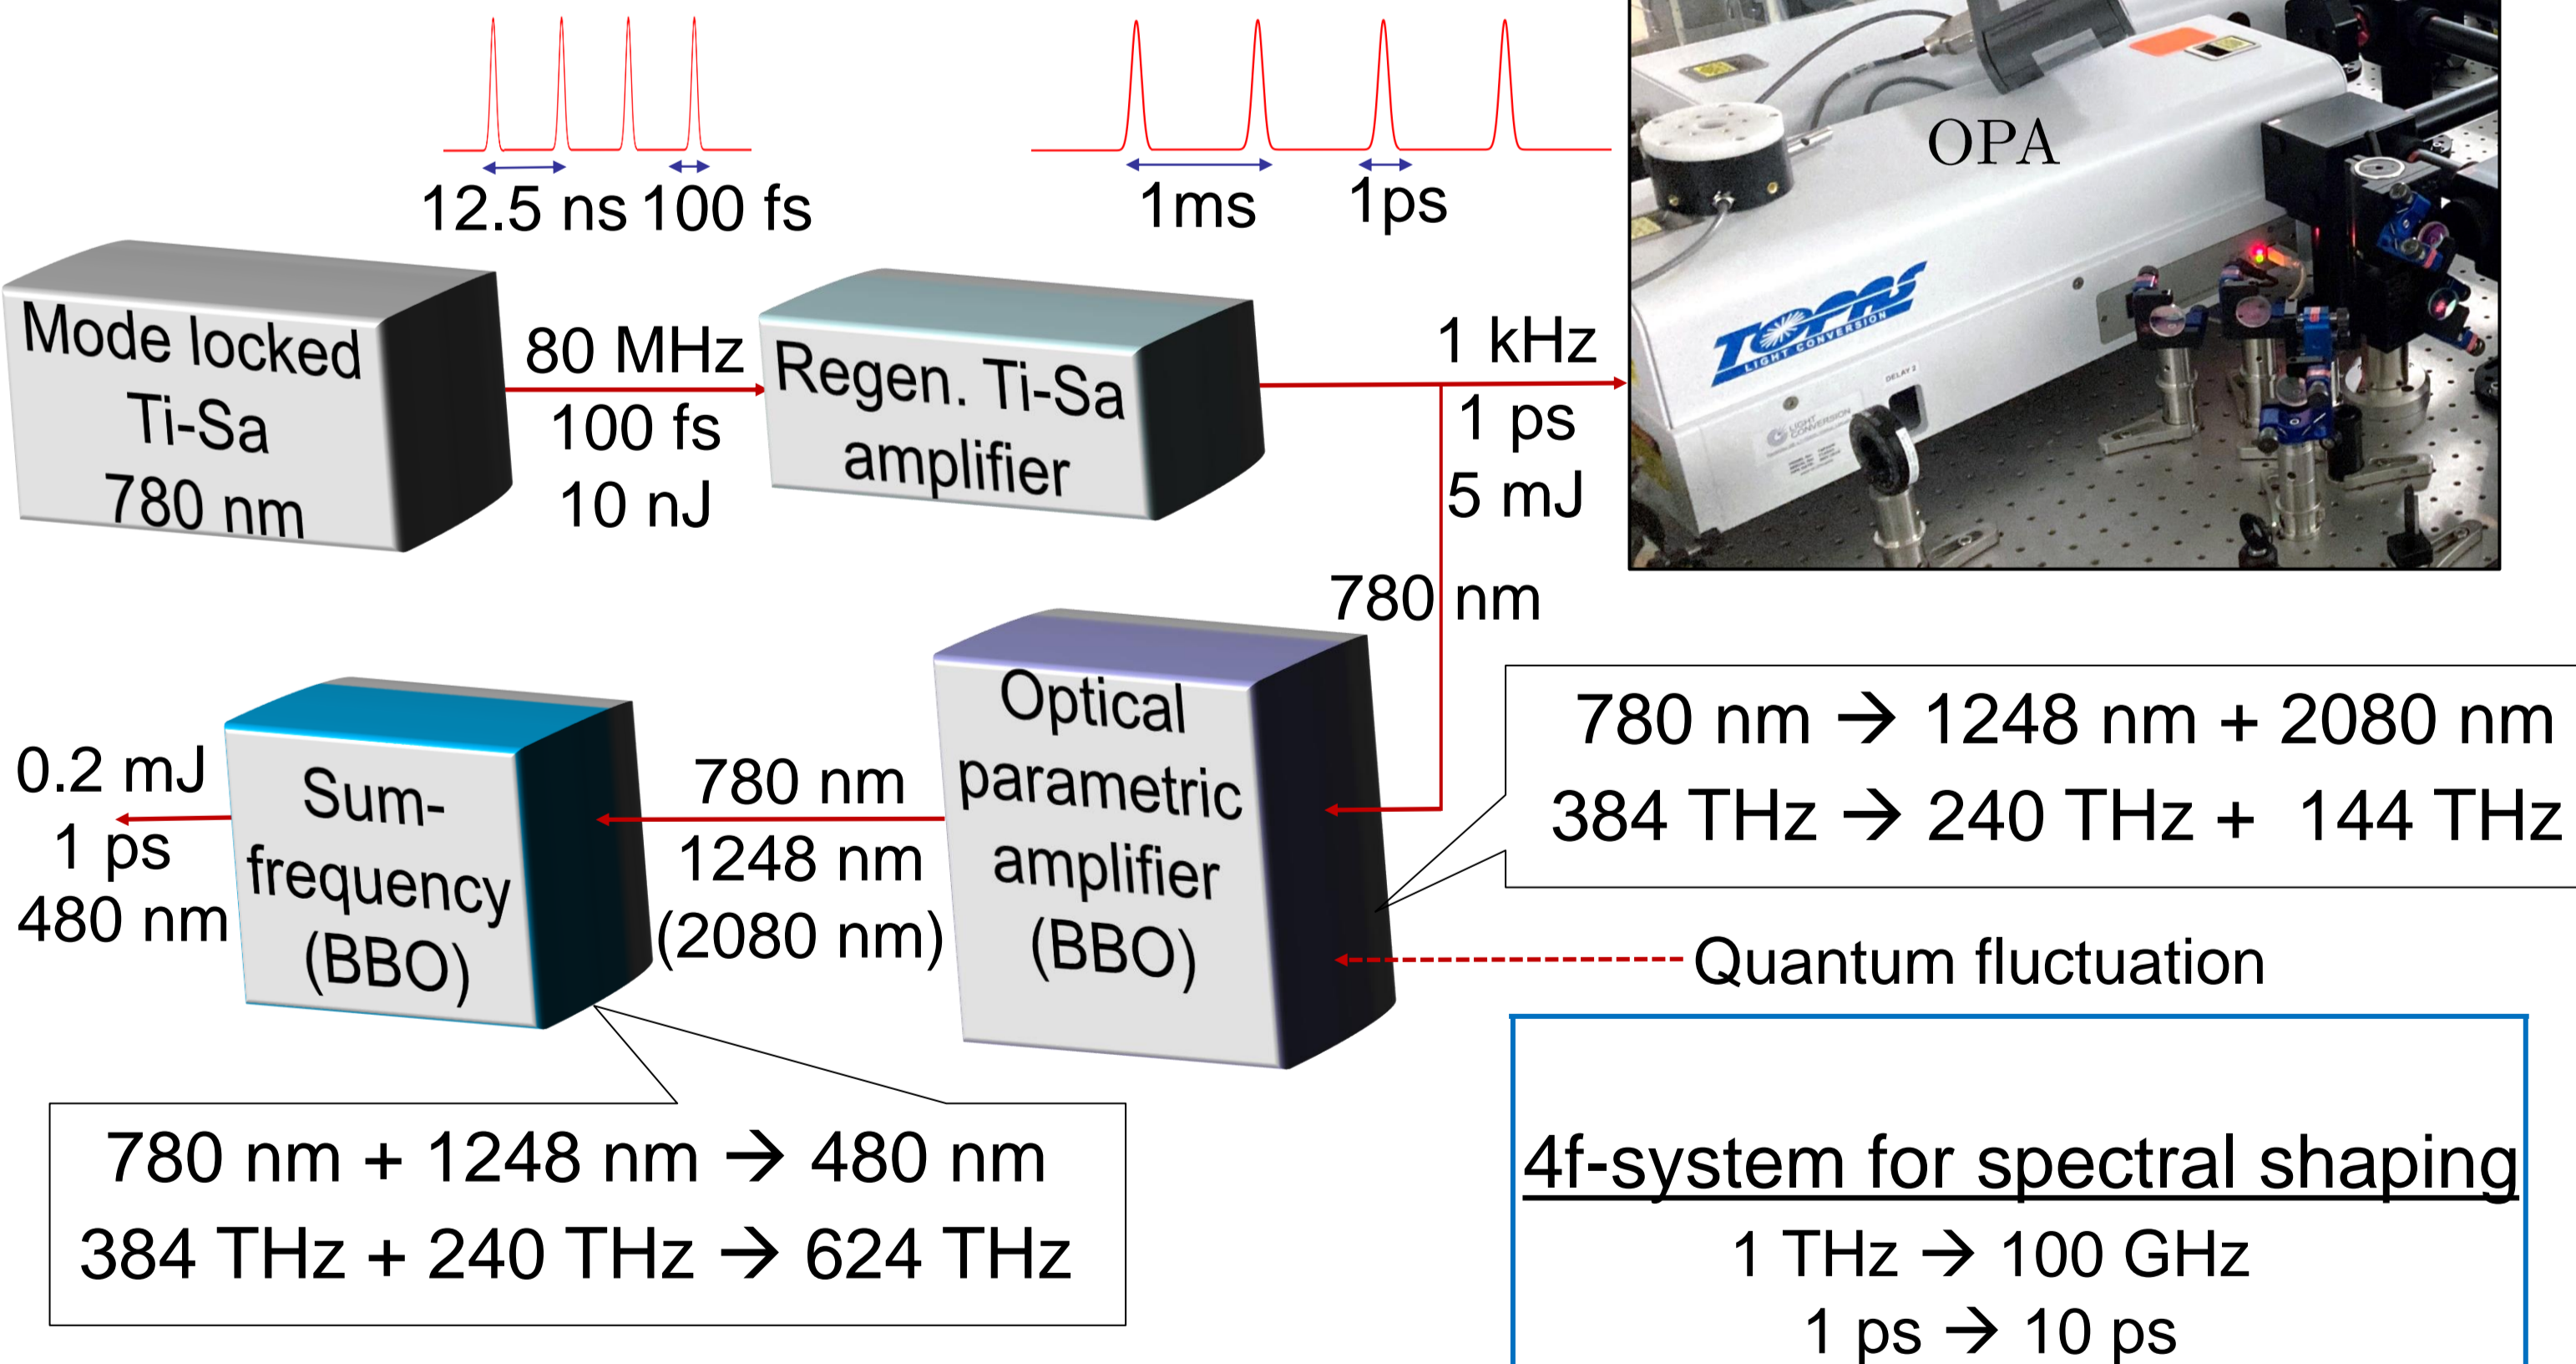 12.5 ns 100 fs
1ms 1ps
OPA
TOPAS
LIGHT CONVERSION
DELAY 2
LIGHT
CONVERSION
Mode locked
Ti-Sa
780 nm
80 MHz
100 fs
10 nJ
Regen. Ti-Sa
amplifier
1 kHz
1 ps
5 mJ
780 nm
Optical
parametric
amplifier
(BBO)
780 nm → 1248 nm + 2080 nm
384 THz → 240 THz + 144 THz
Quantum fluctuation
780 nm
1248 nm
(2080 nm)
Sum-
frequency
(BBO)
0.2 mJ
1 ps
480 nm
780 nm + 1248 nm → 480 nm
384 THz + 240 THz → 624 THz
4f-system for spectral shaping
1 THz → 100 GHz
1 ps → 10 ps